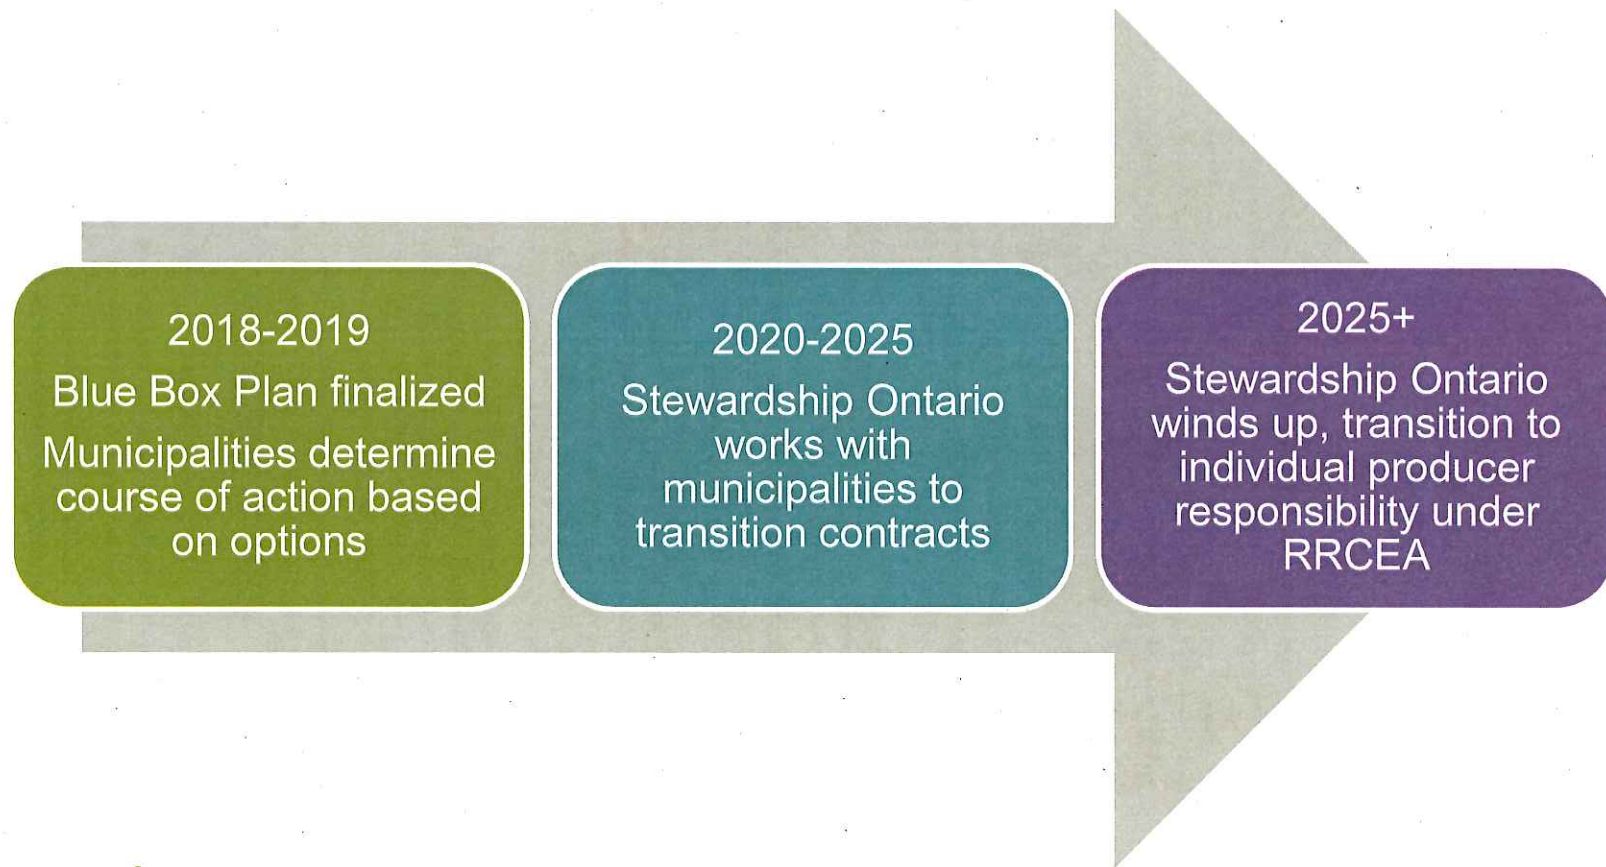 2018-2019
Blue Box Plan finalized
Municipalities determine
course of action based
on options
2020-2025
Stewardship Ontario
works with
municipalities to
transition contracts
2025+
Stewardship Ontario
winds up, transition to
individual producer
responsibility under
RRCEA